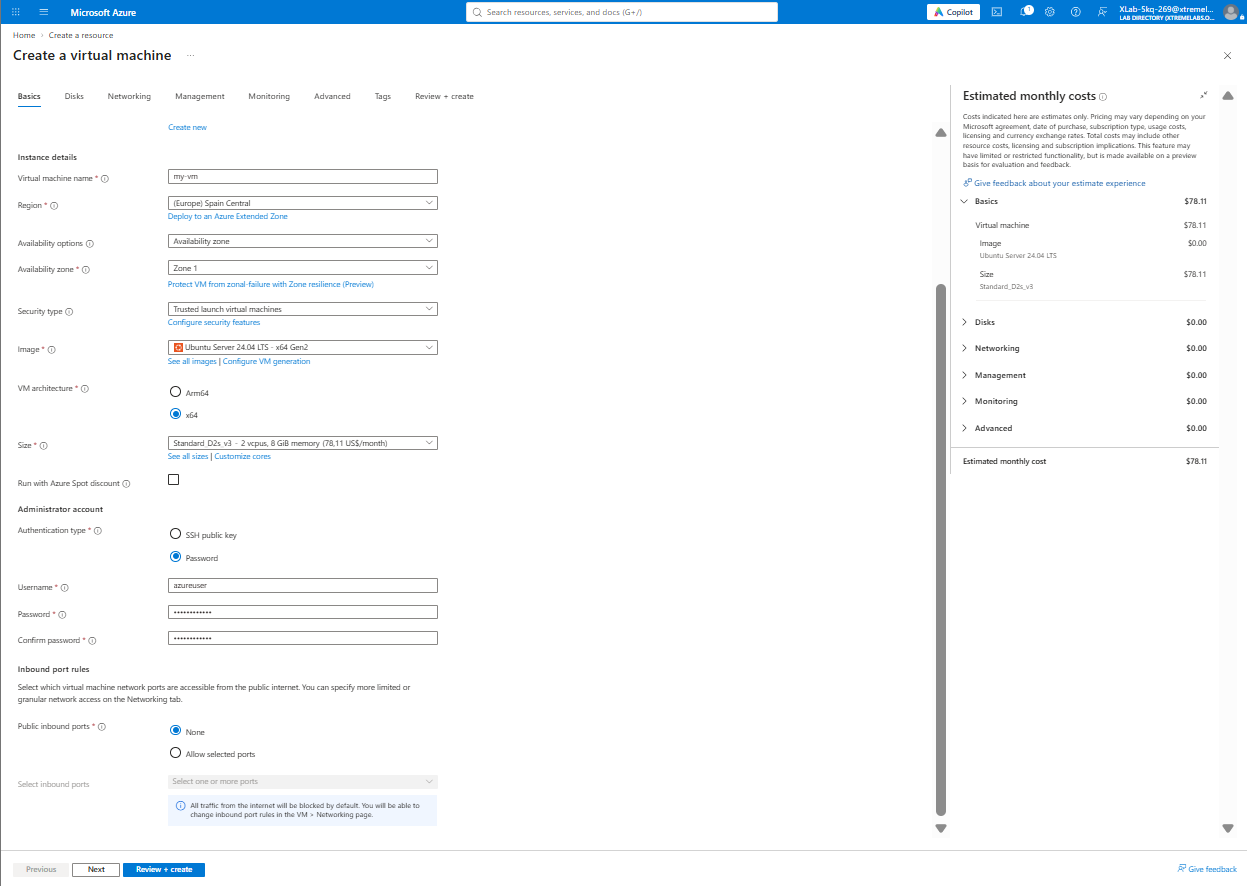 Microsoft Azure
Search resources, services, and docs (G+/)
Copilot
1
XLab-5kq-269@xtremel...
LAB DIRECTORY (XTREMELABS.O...
Home › Create a resource
Create a virtual machine ...
Basics Disks Networking Management Monitoring Advanced Tags Review + create
Create new
Instance details
Virtual machine name *
my-vm
Region *
(Europe) Spain Central
Deploy to an Azure Extended Zone
Availability options
Availability zone
Availability zone *
Zone 1
Protect VM from zonal-failure with Zone resilience (Preview)
Security type
Trusted launch virtual machines
Configure security features
Image *
Ubuntu Server 24.04 LTS - x64 Gen2
See all images | Configure VM generation
VM architecture *
Arm64
x64
Size *
Standard_D2s_v3 - 2 vcpus, 8 GiB memory (78,11 US$/month)
See all sizes | Customize cores
Run with Azure Spot discount
Administrator account
Authentication type *
SSH public key
Password
Username *
azureuser
Password *
••••••••••••
Confirm password *
••••••••••••
Inbound port rules
Select which virtual machine network ports are accessible from the public internet. You can specify more limited or
granular network access on the Networking tab.
Public inbound ports *
None
Allow selected ports
Select inbound ports
Select one or more ports
All traffic from the internet will be blocked by default. You will be able to
change inbound port rules in the VM > Networking page.
Previous
Next
Review + create
Estimated monthly costs
Costs indicated here are estimates only. Pricing may vary depending on your
Microsoft agreement, date of purchase, subscription type, usage costs,
licensing and currency exchange rates. Total costs may include other
resource costs, licensing and subscription implications. This feature may
have limited or restricted functionality, but is made available on a preview
basis for evaluation and feedback.
Give feedback about your estimate experience
Basics $78.11
Virtual machine $78.11
Image $0.00
Ubuntu Server 24.04 LTS
Size $78.11
Standard_D2s_v3
Disks $0.00
Networking $0.00
Management $0.00
Monitoring $0.00
Advanced $0.00
Estimated monthly cost $78.11
Give feedback